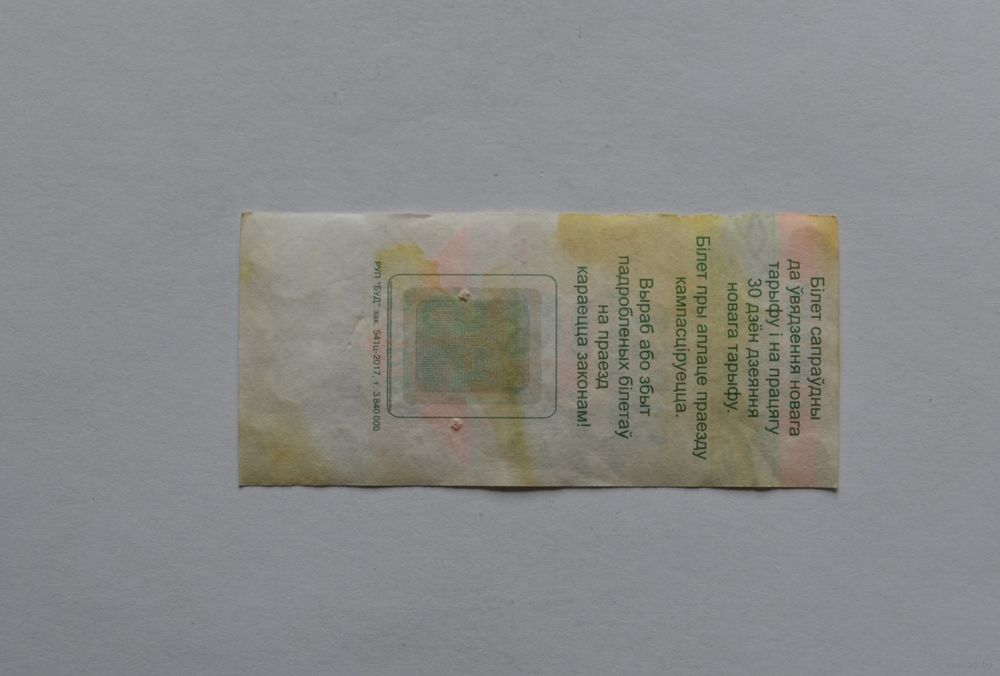 Білет сапраўдны
да ўвядзення новага
тарыфу і на працягу
30 дзён дзеяння
новага тарыфу.
Білет пры аплаце праезду
кампасціруецца.
Выраб або збыт
падробленых білетаў
на праезд
караецца законам!
РУП "БУД" зак. 541ц-2017, т. 3 840 000